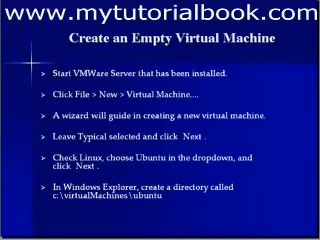 www.mytutorialbook.com
Create an Empty Virtual Machine
➢ Start VMWare Server that has been installed.
➢ Click File > New > Virtual Machine....
➢ A wizard will guide in creating a new virtual machine.
➢ Leave Typical selected and click Next .
➢ Check Linux, choose Ubuntu in the dropdown, and
click Next .
➢ In Windows Explorer, create a directory called
c:\virtualMachines\ubuntu